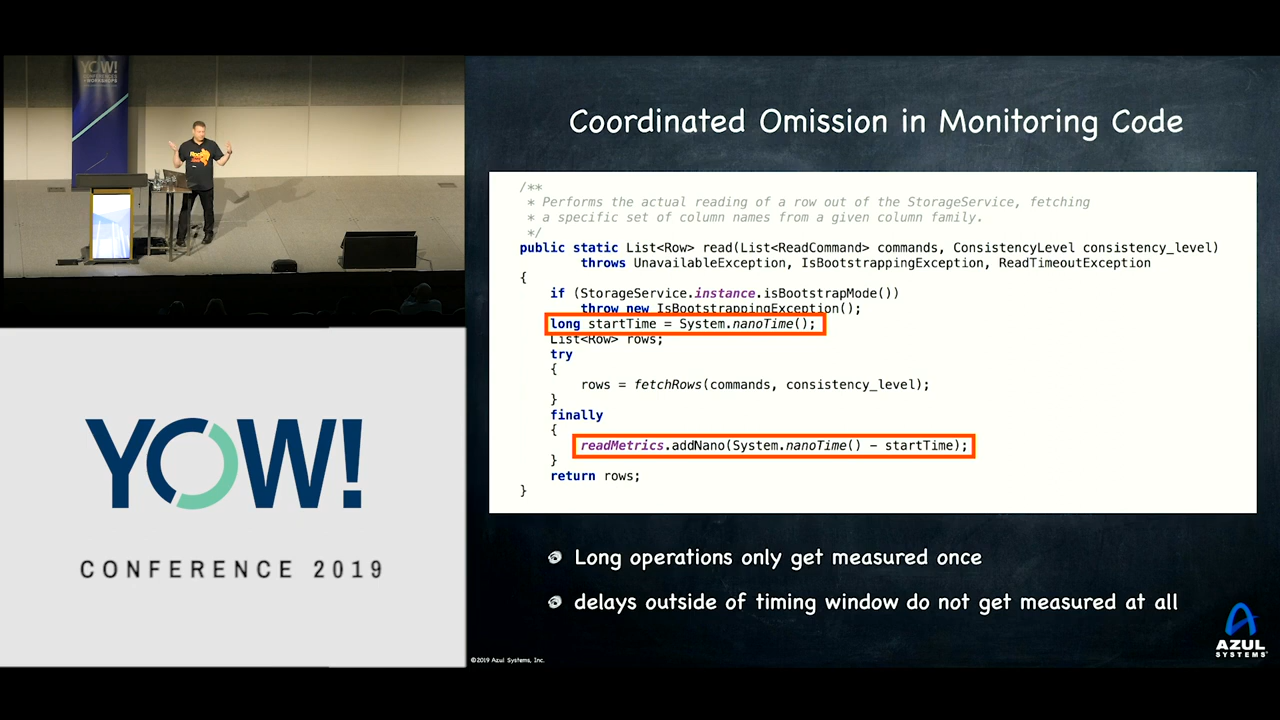 YOW!
CONFERENCES
& WORKSHOPS
YOW!
CONFERENCE 2019
Coordinated Omission in Monitoring Code
/**
* Performs the actual reading of a row out of the StorageService, fetching
* a specific set of column names from a given column family.
*/
public static List<Row> read(List<ReadCommand> commands, ConsistencyLevel consistency_level)
throws UnavailableException, IsBootstrappingException, ReadTimeoutException
{
if (StorageService.instance.isBootstrapMode())
throw new IsBootstrappingException();
long startTime = System.nanoTime();
List<Row> rows;
try
{
rows = fetchRows(commands, consistency_level);
}
finally
{
readMetrics.addNano(System.nanoTime() – startTime);
}
return rows;
}
Long operations only get measured once
delays outside of timing window do not get measured at all
©2019 Azul Systems, Inc.
AZUL
SYSTEMS